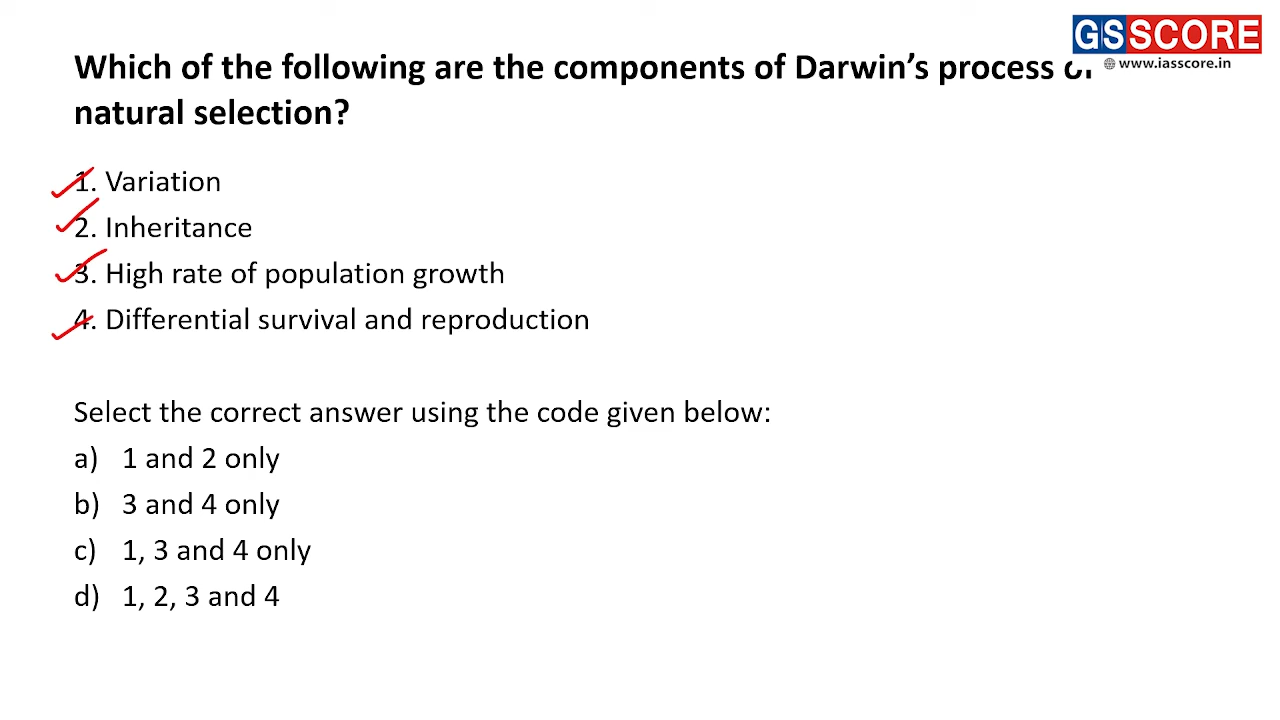 GSSCORE
www.iasscore.in
Which of the following are the components of Darwin’s process of
natural selection?
1. Variation
2. Inheritance
3. High rate of population growth
4. Differential survival and reproduction
Select the correct answer using the code given below:
a) 1 and 2 only
b) 3 and 4 only
c) 1, 3 and 4 only
d) 1, 2, 3 and 4